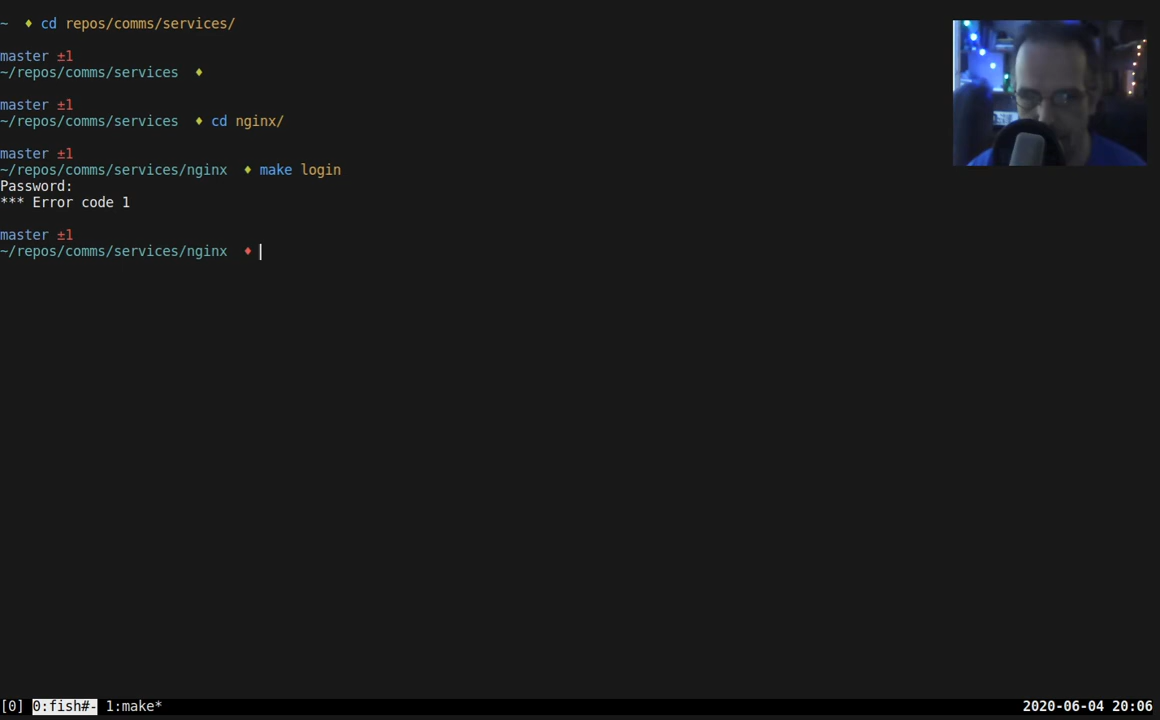 ~ ♦ cd repos/comms/services/
master ±1
~/repos/comms/services ♦
master ±1
~/repos/comms/services ♦ cd nginx/
master ±1
~/repos/comms/services/nginx ♦ make login
Password:
*** Error code 1
master ±1
~/repos/comms/services/nginx ♦
[0] 0:fish#- 1:make* 2020-06-04 20:06